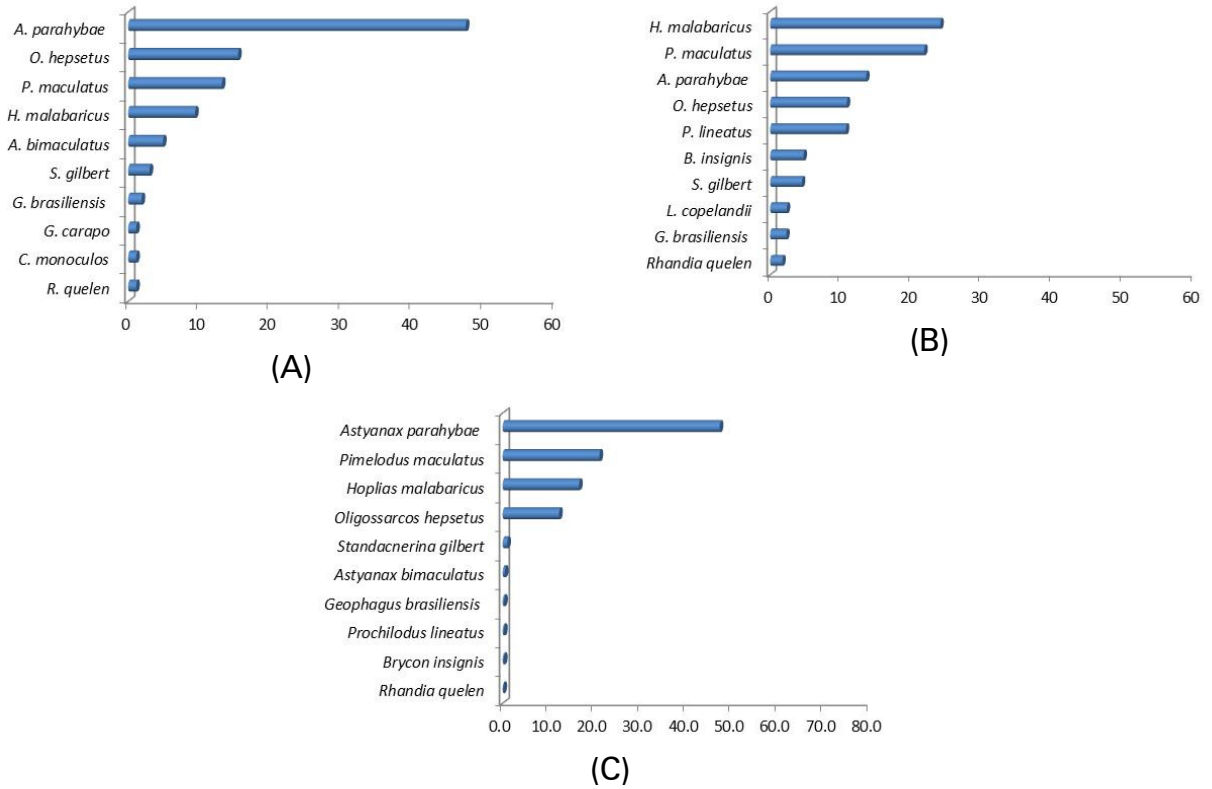 A. parahybae
O. hepsetus
P. maculatus
H. malabaricus
A. bimaculatus
S. gilbert
G. brasiliensis
G. carapo
C. monoculos
R. quelen
0 10 20 30 40 50 60
(A)
H. malabaricus
P. maculatus
A. parahybae
O. hepsetus
P. lineatus
B. insignis
S. gilbert
L. copelandii
G. brasiliensis
Rhandia quelen
0 10 20 30 40 50 60
(B)
Astyanax parahybae
Pimelodus maculatus
Hoplias malabaricus
Oligossarcos hepsetus
Standacnerina gilbert
Astyanax bimaculatus
Geophagus brasiliensis
Prochilodus lineatus
Brycon insignis
Rhandia quelen
0.0 10.0 20.0 30.0 40.0 50.0 60.0 70.0 80.0
(C)